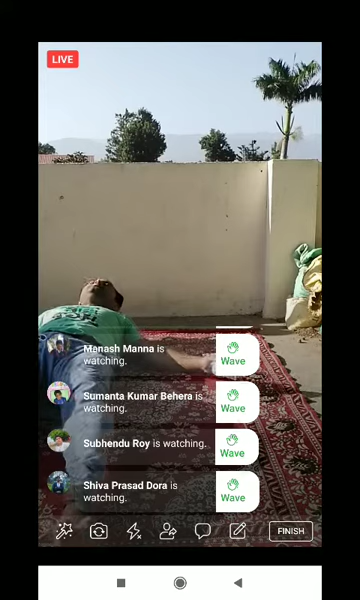 LIVE
Manash Manna is
watching.
Wave
Sumanta Kumar Behera is
watching.
Wave
Subhendu Roy is watching.
Wave
Shiva Prasad Dora is
watching.
Wave
FINISH